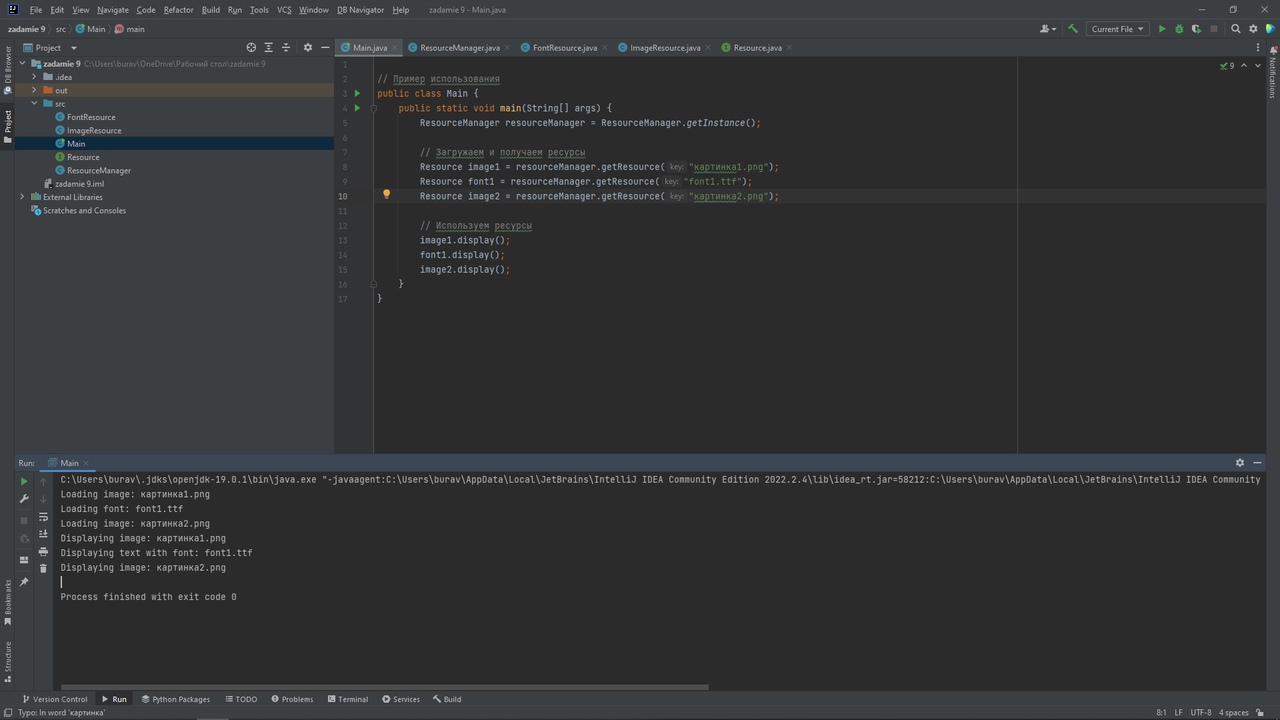 File Edit View Navigate Code Refactor Build Run Tools VCS Window DB Navigator Help zadamie 9 - Main.java
zadamie 9 src Main main Current File
Project
Main.java ResourceManager.java FontResource.java ImageResource.java Resource.java
DB Browser
Project
Notifications
zadamie 9 C:\Users\burav\OneDrive\Рабочий стол\zadamie 9
.idea
out
src
FontResource
ImageResource
Main
Resource
ResourceManager
zadamie 9.iml
External Libraries
Scratches and Consoles
9
1
2 // Пример использования
3 public class Main {
4 public static void main(String[] args) {
5 ResourceManager resourceManager = ResourceManager.getInstance();
6
7 // Загружаем и получаем ресурсы
8 Resource image1 = resourceManager.getResource( key: "картинка1.png");
9 Resource font1 = resourceManager.getResource( key: "font1.ttf");
10 Resource image2 = resourceManager.getResource( key: "картинка2.png");
11
12 // Используем ресурсы
13 image1.display();
14 font1.display();
15 image2.display();
16 }
17 }
Run: Main
C:\Users\burav\.jdks\openjdk-19.0.1\bin\java.exe "-javaagent:C:\Users\burav\AppData\Local\JetBrains\IntelliJ IDEA Community Edition 2022.2.4\lib\idea_rt.jar=58212:C:\Users\burav\AppData\Local\JetBrains\IntelliJ IDEA Community
Loading image: картинка1.png
Loading font: font1.ttf
Loading image: картинка2.png
Displaying image: картинка1.png
Displaying text with font: font1.ttf
Displaying image: картинка2.png
Process finished with exit code 0
Bookmarks
Structure
Version Control Run Python Packages TODO Problems Terminal Services Build
Typo: In word 'картинка' 8:1 LF UTF-8 4 spaces